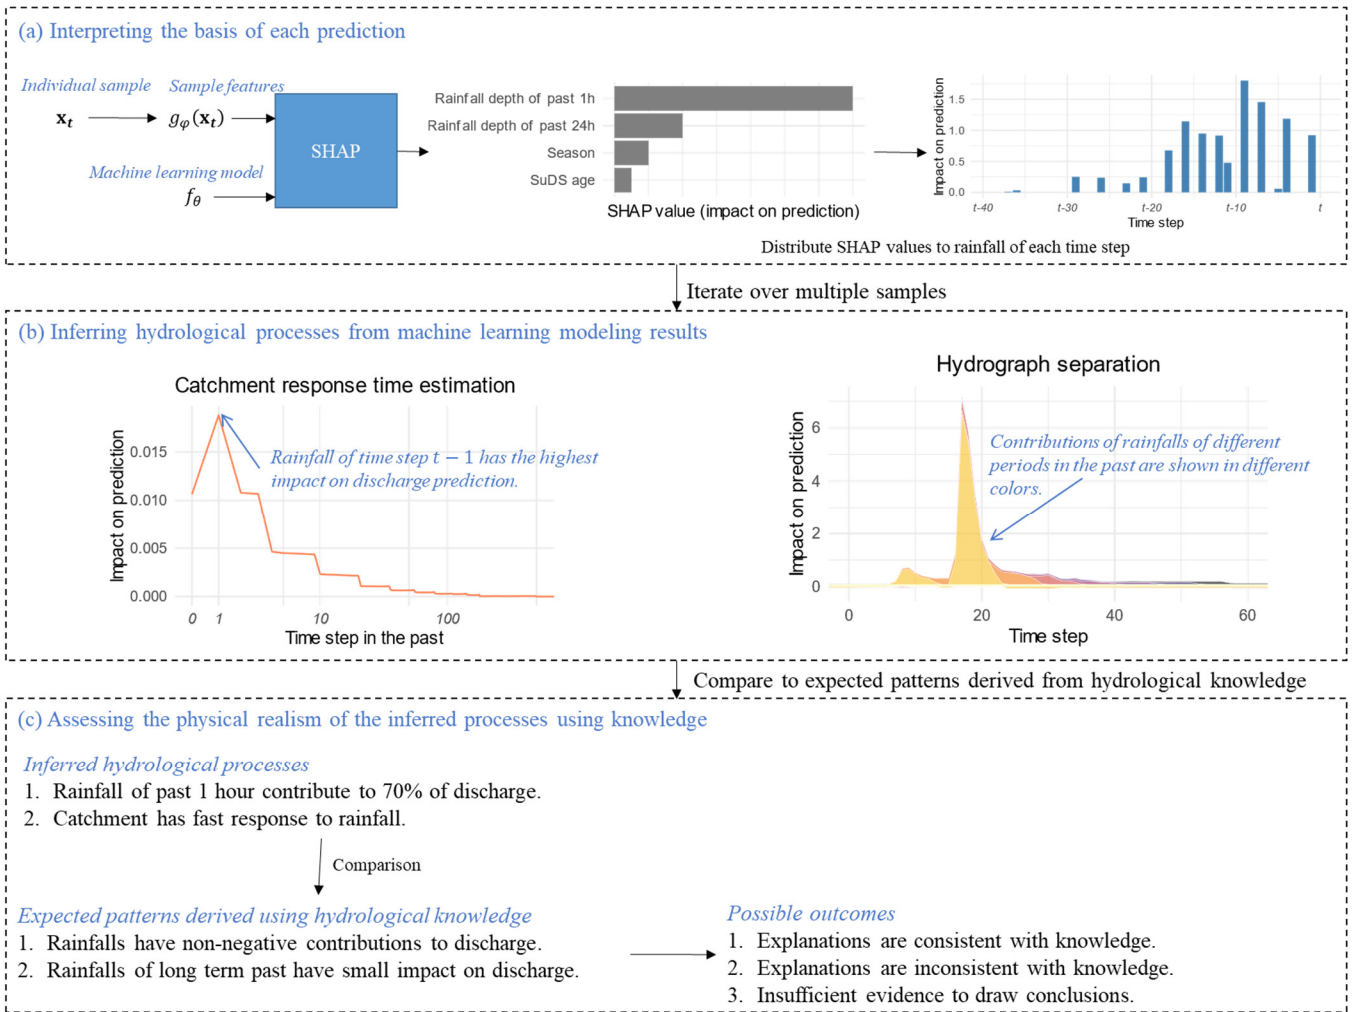 (a) Interpreting the basis of each prediction
Individual sample
Sample features
𝐱ₜ
g_φ(𝐱ₜ)
Machine learning model
f_θ
SHAP
Rainfall depth of past 1h
Rainfall depth of past 24h
Season
SuDS age
SHAP value (impact on prediction)
Impact on prediction
1.5
1.0
0.5
0.0
t-40 t-30 t-20 t-10 t
Time step
Distribute SHAP values to rainfall of each time step
Iterate over multiple samples
(b) Inferring hydrological processes from machine learning modeling results
Catchment response time estimation
Impact on prediction
0.015
0.010
0.005
0.000
0 1 10 100
Time step in the past
Rainfall of time step t − 1 has the highest
impact on discharge prediction.
Hydrograph separation
Impact on prediction
6
4
2
0
0 20 40 60
Time step
Contributions of rainfalls of different
periods in the past are shown in different
colors.
Compare to expected patterns derived from hydrological knowledge
(c) Assessing the physical realism of the inferred processes using knowledge
Inferred hydrological processes
1. Rainfall of past 1 hour contribute to 70% of discharge.
2. Catchment has fast response to rainfall.
Comparison
Expected patterns derived using hydrological knowledge
1. Rainfalls have non-negative contributions to discharge.
2. Rainfalls of long term past have small impact on discharge.
Possible outcomes
1. Explanations are consistent with knowledge.
2. Explanations are inconsistent with knowledge.
3. Insufficient evidence to draw conclusions.